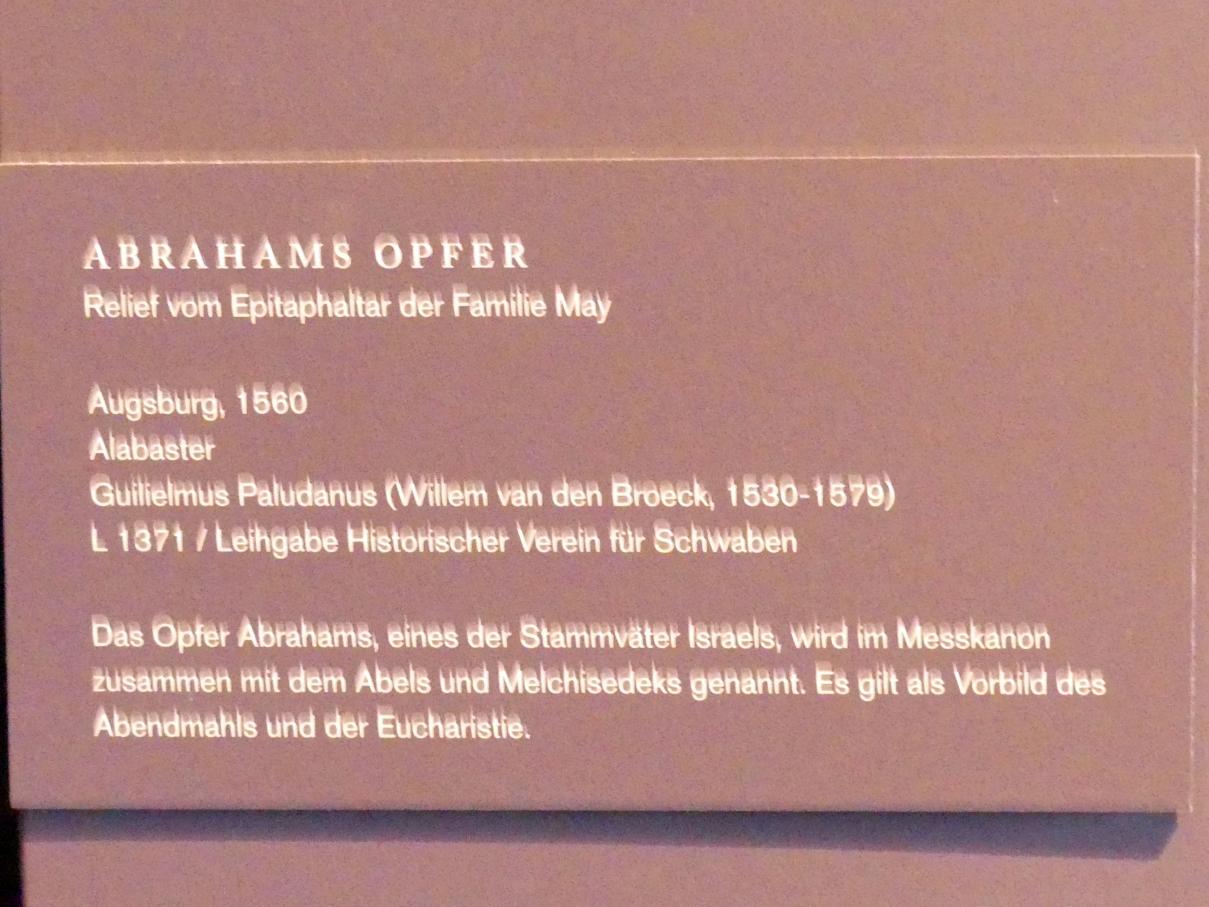 ABRAHAMS OPFER
Relief vom Epitaphaltar der Familie May
Augsburg, 1560
Alabaster
Guilielmus Paludanus (Willem van den Broeck, 1530-1579)
L 1371 / Leihgabe Historischer Verein für Schwaben
Das Opfer Abrahams, eines der Stammväter Israels, wird im Messkanon
zusammen mit dem Abels und Melchisedeks genannt. Es gilt als Vorbild des
Abendmahls und der Eucharistie.